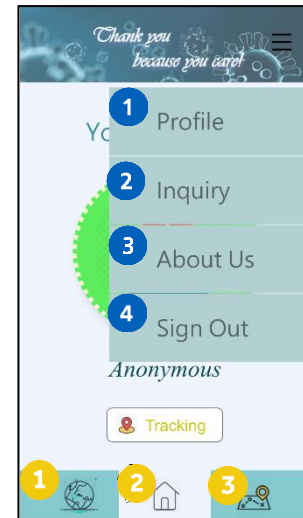 Thank you
because you care!
1 Profile
2 Inquiry
3 About Us
4 Sign Out
Anonymous
Tracking
1 2 3